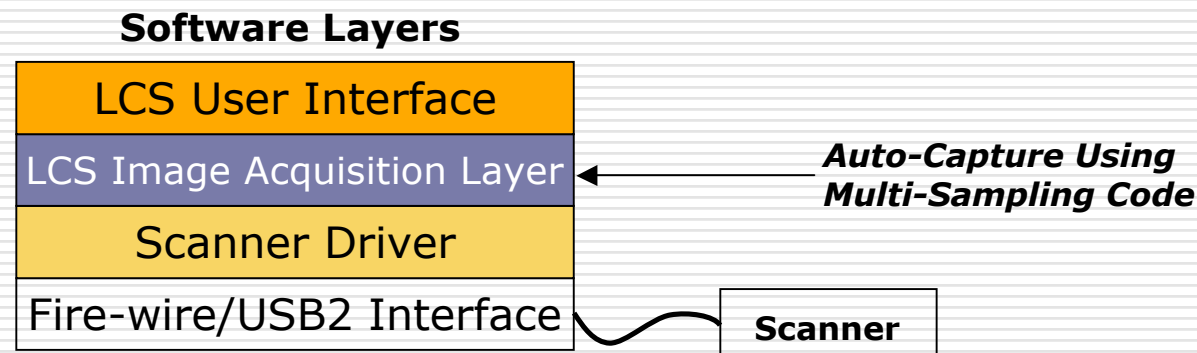 Software Layers
LCS User Interface
LCS Image Acquisition Layer
Auto-Capture Using
Multi-Sampling Code
Scanner Driver
Fire-wire/USB2 Interface
Scanner